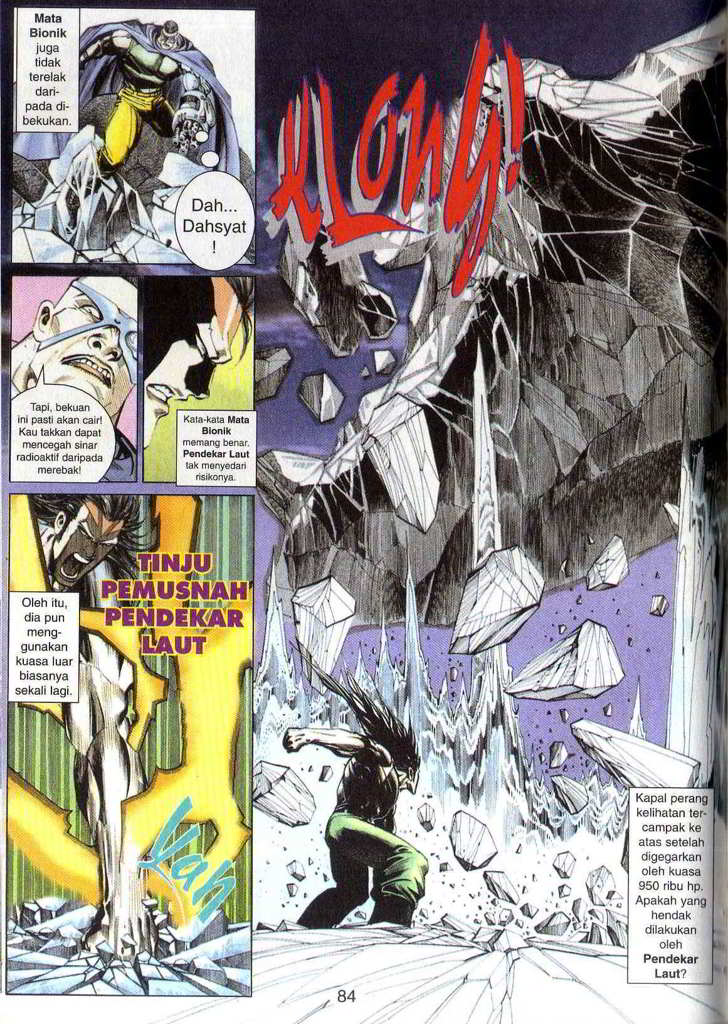 Mata
Bionik
juga
tidak
terelak
dari-
pada di-
bekukan.
Dah...
Dahsyat
!
KLONG!
Tapi, bekuan
ini pasti akan cair!
Kau takkan dapat
mencegah sinar
radioaktif daripada
merebak!
Kata-kata Mata
Bionik
memang benar.
Pendekar Laut
tak menyedari
risikonya.
TINJU
PEMUSNAH
PENDEKAR
LAUT
Oleh itu,
dia pun
meng-
gunakan
kuasa luar
biasanya
sekali lagi.
Yah
Kapal perang
kelihatan ter-
campak ke
atas setelah
digegarkan
oleh kuasa
950 ribu hp.
Apakah yang
hendak
dilakukan
oleh
Pendekar
Laut?
84